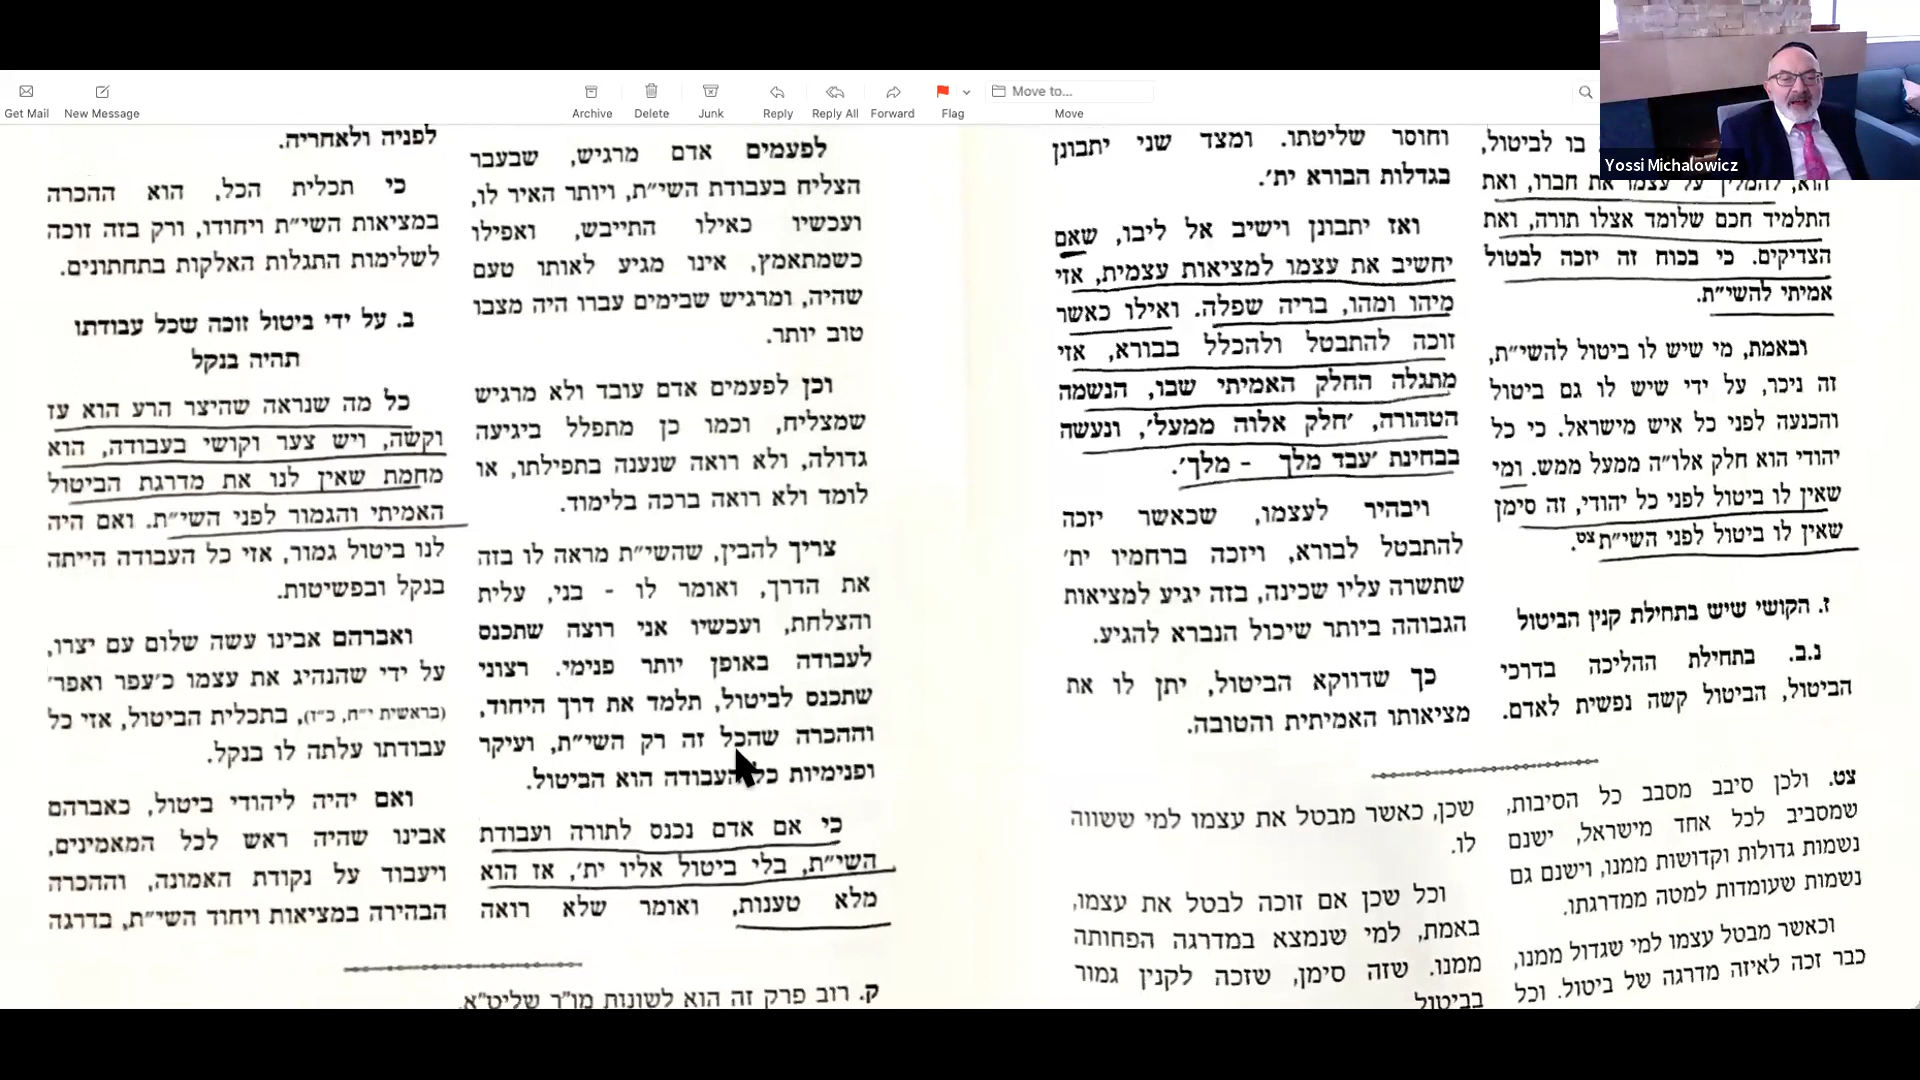 Get Mail
New Message
Archive
Delete
Junk
Reply
Reply All
Forward
Flag
Move to...
Move
Yossi Michalowicz
בו לביטול,
הוא, להמליך על עצמו את חברו, ואת
התלמיד חכם שלומד אצלו תורה, ואת
הצדיקים. כי בכוח זה יזכה לבטול
אמיתי להשי״ת.
ובאמת, מי שיש לו ביטול להשי״ת,
זה ניכר, על ידי שיש לו גם ביטול
והכנעה לפני כל איש מישראל. כי כל
יהודי הוא חלק אלו״ה ממעל ממש. ומי
שאין לו ביטול לפני כל יהודי, זה סימן
שאין לו ביטול לפני השי״ת צט.
ז. הקושי שיש בתחילת קנין הביטול
נ.ב. בתחילת ההליכה בדרכי
הביטול, הביטול קשה נפשית לאדם.
צט. ולכן סיבב מסבב כל הסיבות,
שמסביב לכל אחד מישראל, ישנם
נשמות גדולות וקדושות ממנו, וישנם גם
נשמות שעומדות למטה ממדרגתו.
וכאשר מבטל עצמו למי שגדול ממנו,
כבר זכה לאיזה מדרגה של ביטול. וכל
וחוסר שליטתו. ומצד שני יתבונן
בגדלות הבורא ית׳.
ואז יתבונן וישיב אל ליבו, שאם
יחשיב את עצמו למציאות עצמית, אזי
מיהו ומהו, בריה שפלה. ואילו כאשר
זוכה להתבטל ולהכלל בבורא, אזי
מתגלה החלק האמיתי שבו, הנשמה
הטהורה, ׳חלק אלוה ממעל׳, ונעשה
בבחינת ׳עבד מלך - מלך׳.
ויבהיר לעצמו, שכאשר יזכה
להתבטל לבורא, ויזכה ברחמיו ית׳
שתשרה עליו שכינה, בזה יגיע למציאות
הגבוהה ביותר שיכול הנברא להגיע.
כך שדווקא הביטול, יתן לו את
מציאותו האמיתית והטובה.
שכן, כאשר מבטל את עצמו למי ששווה
לו.
וכל שכן אם זוכה לבטל את עצמו,
באמת, למי שנמצא במדרגה הפחותה
ממנו. שזה סימן, שזכה לקנין גמור
בביטול
לפעמים אדם מרגיש, שבעבר
הצליח בעבודת השי״ת, ויותר האיר לו,
ועכשיו כאילו התייבש, ואפילו
כשמתאמץ, אינו מגיע לאותו טעם
שהיה, ומרגיש שבימים עברו היה מצבו
טוב יותר.
וכן לפעמים אדם עובד ולא מרגיש
שמצליח, וכמו כן מתפלל ביגיעה
גדולה, ולא רואה שנענה בתפילתו, או
לומד ולא רואה ברכה בלימוד.
צריך להבין, שהשי״ת מראה לו בזה
את הדרך, ואומר לו - בני, עלית
והצלחת, ועכשיו אני רוצה שתכנס
לעבודה באופן יותר פנימי. רצוני
שתכנס לביטול, תלמד את דרך היחוד,
וההכרה שהכל זה רק השי״ת, ועיקר
ופנימיות כל העבודה הוא הביטול.
כי אם אדם נכנס לתורה ועבודת
השי״ת, בלי ביטול אליו ית׳, אז הוא
מלא טענות, ואומר שלא רואה
ק. רוב פרק זה הוא לשונות מו״ר שליט״א.
לפניה ולאחריה.
כי תכלית הכל, הוא ההכרה
במציאות השי״ת ויחודו, ורק בזה זוכה
לשלימות התגלות האלקות בתחתונים.
ב. על ידי ביטול זוכה שכל עבודתו
תהיה בנקל
כל מה שנראה שהיצר הרע הוא עז
וקשה, ויש צער וקושי בעבודה, הוא
מחמת שאין לנו את מדרגת הביטול
האמיתי והגמור לפני השי״ת. ואם היה
לנו ביטול גמור, אזי כל העבודה הייתה
בנקל ובפשיטות.
ואברהם אבינו עשה שלום עם יצרו,
על ידי שהנהיג את עצמו כ׳עפר ואפר׳
(בראשית י״ח, כ״ז), בתכלית הביטול, אזי כל
עבודתו עלתה לו בנקל.
ואם יהיה ליהודי ביטול, כאברהם
אבינו שהיה ראש לכל המאמינים,
ויעבוד על נקודת האמונה, וההכרה
הבהירה במציאות ויחוד השי״ת, בדרגה